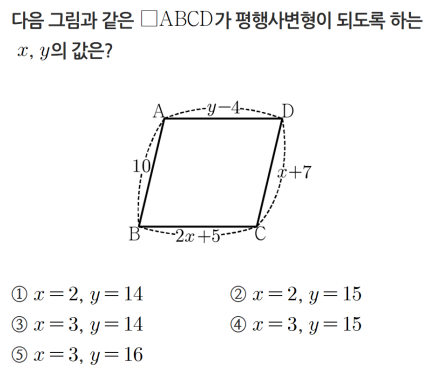 다음 그림과 같은 □ABCD가 평행사변형이 되도록 하는
x, y의 값은?
A y-4 D
10 x+7
B 2x+5 C
① x=2, y=14 ② x=2, y=15
③ x=3, y=14 ④ x=3, y=15
⑤ x=3, y=16